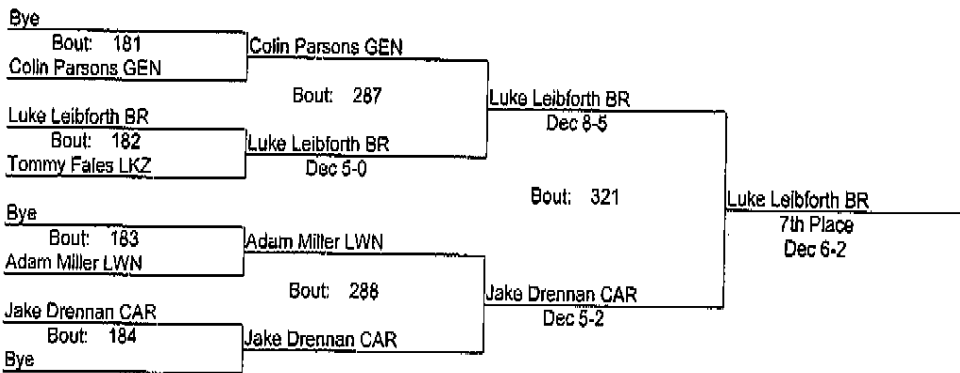 Bye
Bout: 181
Colin Parsons GEN
Colin Parsons GEN
Bout: 287
Luke Leibforth BR
Dec 8-5
Luke Leibforth BR
Bout: 182
Tommy Fales LKZ
Luke Leibforth BR
Dec 5-0
Bout: 321
Luke Leibforth BR
7th Place
Dec 6-2
Bye
Bout: 183
Adam Miller LWN
Adam Miller LWN
Bout: 288
Jake Drennan CAR
Dec 5-2
Jake Drennan CAR
Bout: 184
Bye
Jake Drennan CAR